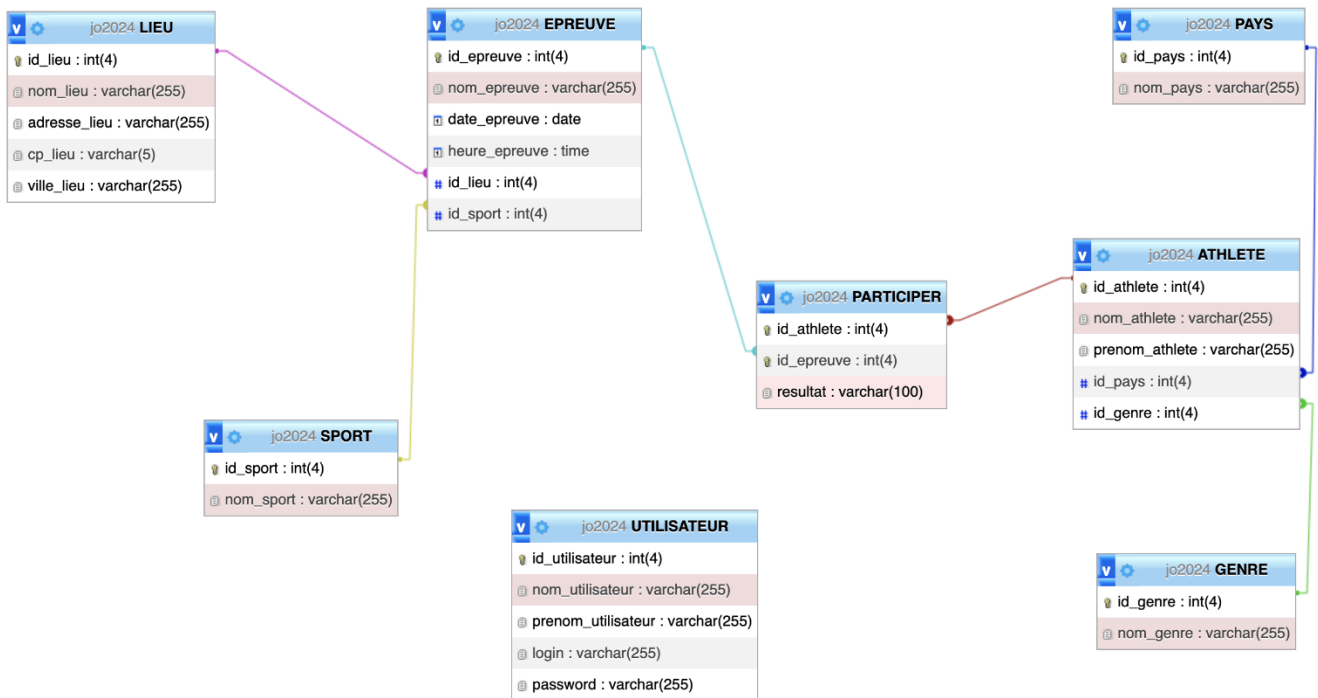 jo2024 LIEU
id_lieu : int(4)
nom_lieu : varchar(255)
adresse_lieu : varchar(255)
cp_lieu : varchar(5)
ville_lieu : varchar(255)
jo2024 EPREUVE
id_epreuve : int(4)
nom_epreuve : varchar(255)
date_epreuve : date
heure_epreuve : time
id_lieu : int(4)
id_sport : int(4)
jo2024 PAYS
id_pays : int(4)
nom_pays : varchar(255)
jo2024 ATHLETE
id_athlete : int(4)
nom_athlete : varchar(255)
prenom_athlete : varchar(255)
id_pays : int(4)
id_genre : int(4)
jo2024 PARTICIPER
id_athlete : int(4)
id_epreuve : int(4)
resultat : varchar(100)
jo2024 SPORT
id_sport : int(4)
nom_sport : varchar(255)
jo2024 UTILISATEUR
id_utilisateur : int(4)
nom_utilisateur : varchar(255)
prenom_utilisateur : varchar(255)
login : varchar(255)
password : varchar(255)
jo2024 GENRE
id_genre : int(4)
nom_genre : varchar(255)